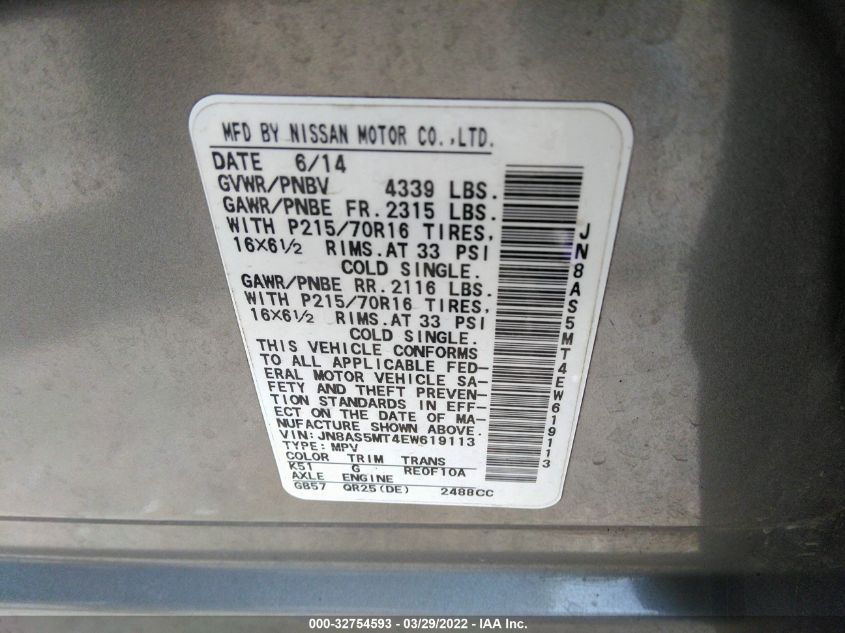 MFD BY NISSAN MOTOR CO.,LTD.
DATE 6/14
GVWR/PNBV 4339 LBS.
GAWR/PNBE FR. 2315 LBS.
WITH P215/70R16 TIRES,
16X6½ RIMS. AT 33 PSI
COLD SINGLE.
GAWR/PNBE RR. 2116 LBS.
WITH P215/70R16 TIRES,
16X6½ RIMS. AT 33 PSI
COLD SINGLE.
THIS VEHICLE CONFORMS
TO ALL APPLICABLE FED-
ERAL MOTOR VEHICLE SA-
FETY AND THEFT PREVEN-
TION STANDARDS IN EFF-
ECT ON THE DATE OF MA-
NUFACTURE SHOWN ABOVE.
VIN: JN8AS5MT4EW619113
TYPE: MPV
COLOR TRIM TRANS
K51 G RE0F10A
AXLE ENGINE
GB57 QR25(DE) 2488CC
JN8AS5MT4EW619113
000-32754593 - 03/29/2022 - IAA Inc.